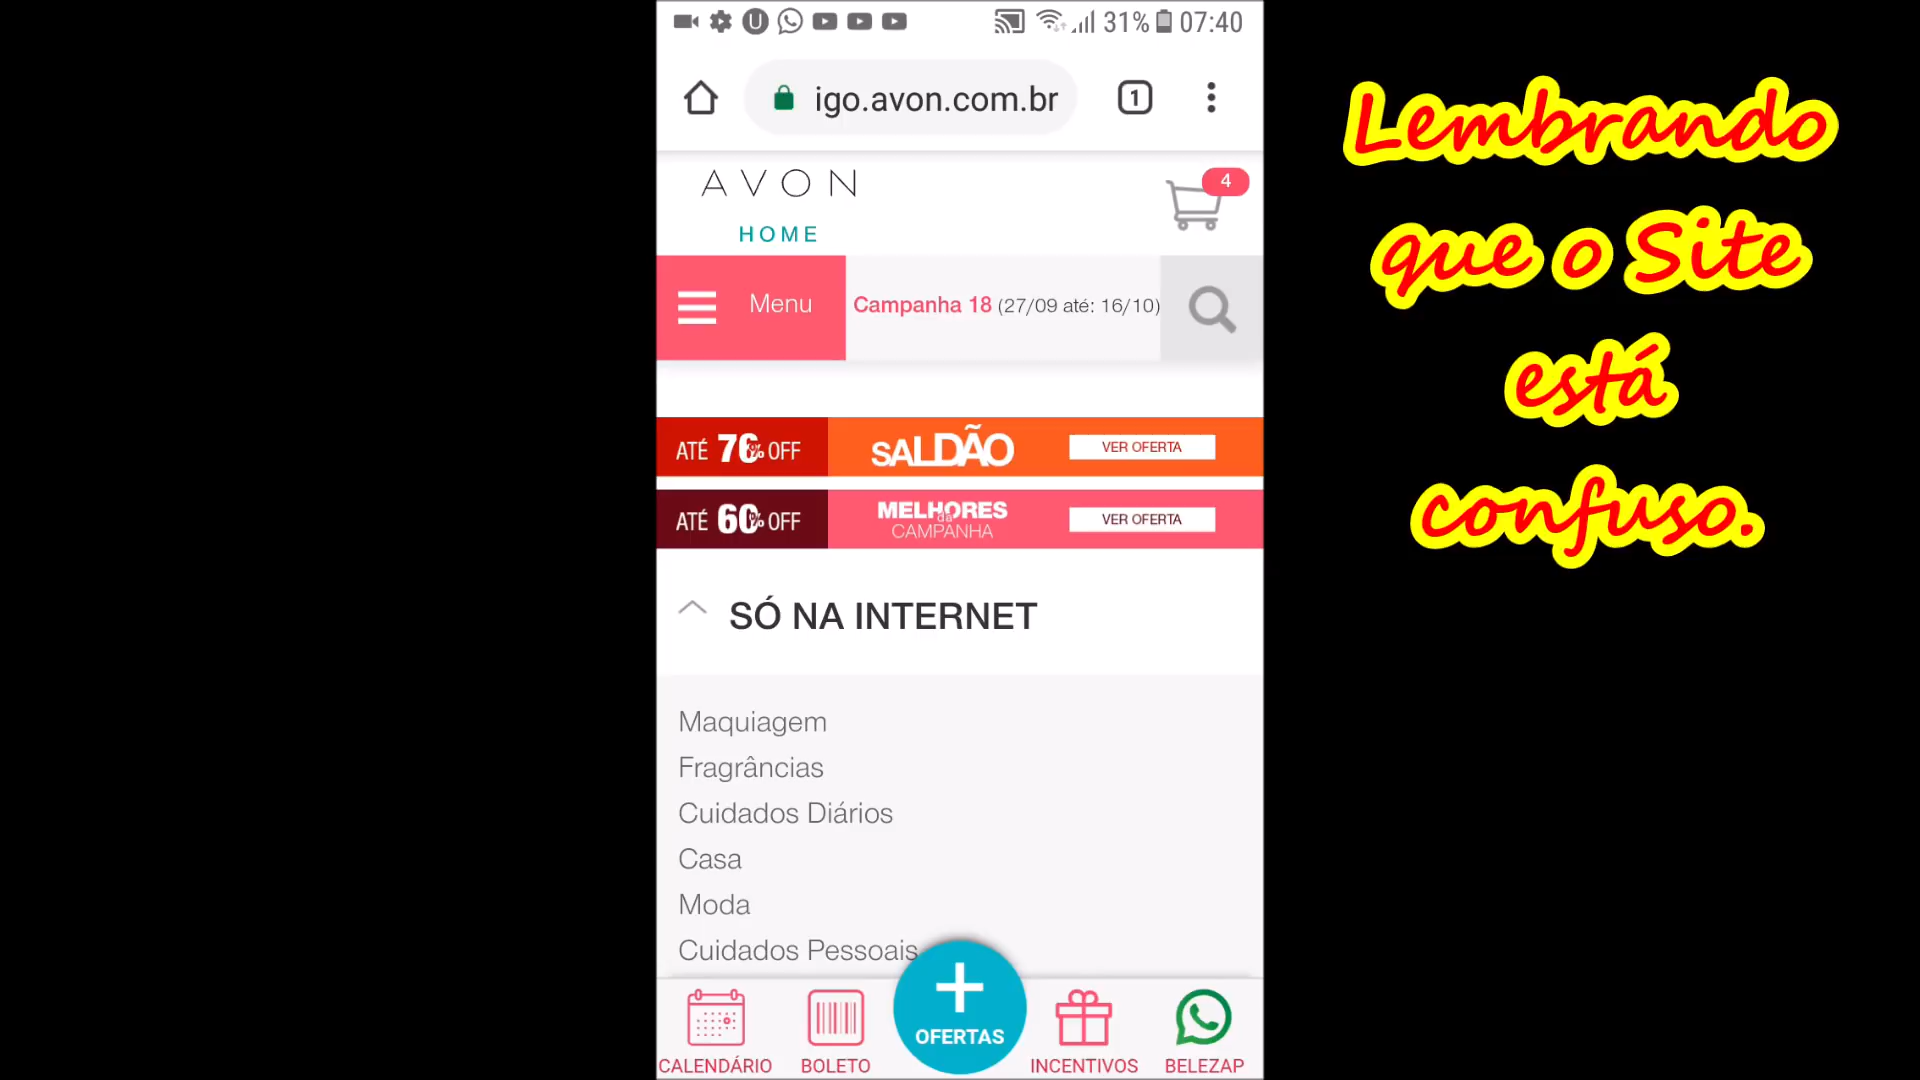 31% 07:40
igo.avon.com.br
1
AVON
4
HOME
Menu
Campanha 18 (27/09 até: 16/10)
ATÉ 70% OFF
SALDÃO
VER OFERTA
ATÉ 60% OFF
MELHORES
da
CAMPANHA
VER OFERTA
SÓ NA INTERNET
Maquiagem
Fragrâncias
Cuidados Diários
Casa
Moda
Cuidados Pessoais
OFERTAS
CALENDÁRIO
BOLETO
INCENTIVOS
BELEZAP
Lembrando
que o Site
está
confuso.